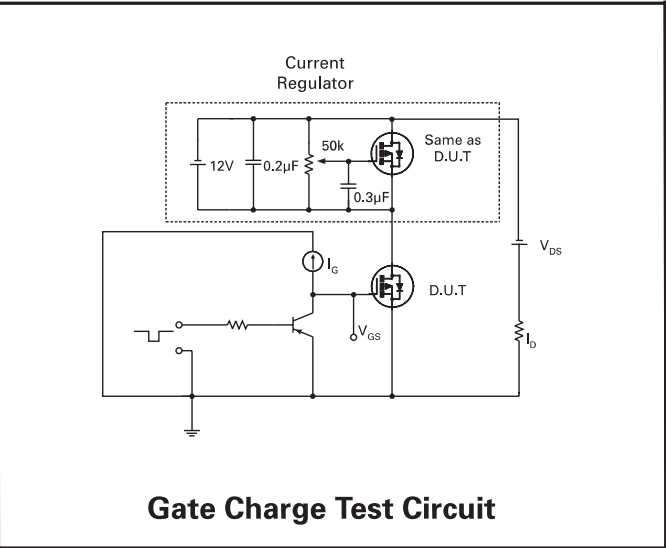 Current
Regulator
50k
Same as
D.U.T
12V
0.2µF
0.3µF
V_DS
I_G
D.U.T
V_GS
I_D
Gate Charge Test Circuit